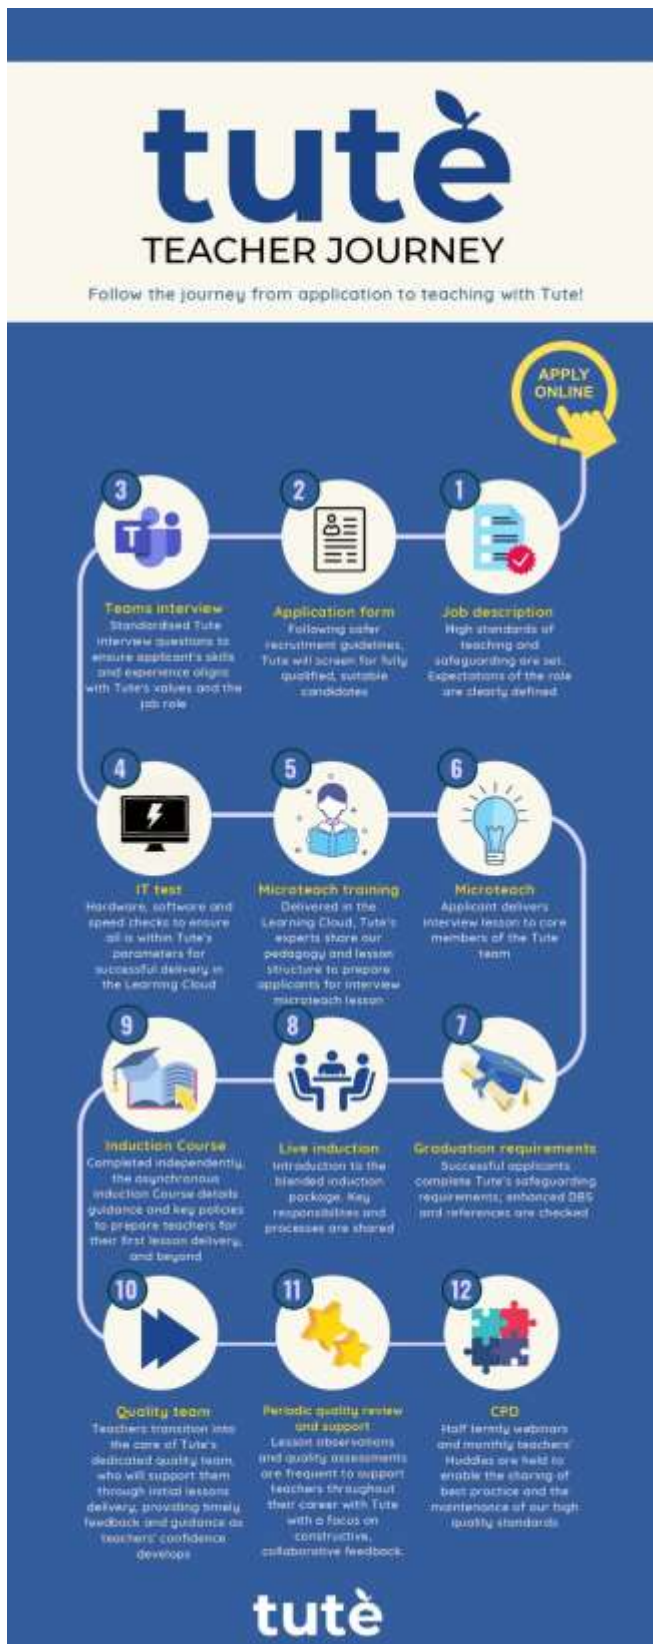 tutè
TEACHER JOURNEY
Follow the journey from application to teaching with Tute!
APPLY
ONLINE
1
Job description
High standards of
teaching and
safeguarding are set.
Expectations of the role
are clearly defined
2
Application form
Following safer
recruitment guidelines,
Tute will screen for fully
qualified, suitable
candidates
3
T
Teams interview
Standardised Tute
interview questions to
ensure applicant's skills
and experience aligns
with Tute's values and the
job role
4
IT test
Hardware, software and
speed checks to ensure
all is within Tute's
parameters for
successful delivery in
the Learning Cloud
5
Microteach training
Delivered in the
Learning Cloud, Tute's
experts share our
pedagogy and lesson
structure to prepare
applicants for interview
microteach lesson
6
Microteach
Applicant delivers
interview lesson to core
members of the Tute
team
7
Graduation requirements
Successful applicants
complete Tute's safeguarding
requirements; enhanced DBS
and references are checked
8
Live induction
Introduction to the
blended induction
package. Key
responsibilities and
processes are shared
9
Induction Course
Completed independently,
the asynchronous
Induction Course details
guidance and key policies
to prepare teachers for
their first lesson delivery,
and beyond
10
Quality team
Teachers transition into
the care of Tute's
dedicated quality team,
who will support them
through initial lessons
delivery, providing timely
feedback and guidance as
teachers' confidence
develops
11
Periodic quality review
and support
Lesson observations
and quality assessments
are frequent to support
teachers throughout
their career with Tute
with a focus on
constructive,
collaborative feedback.
12
CPD
Half termly webinars
and monthly teachers'
Huddles are held to
enable the sharing of
best practice and the
maintenance of our high
quality standards
tutè